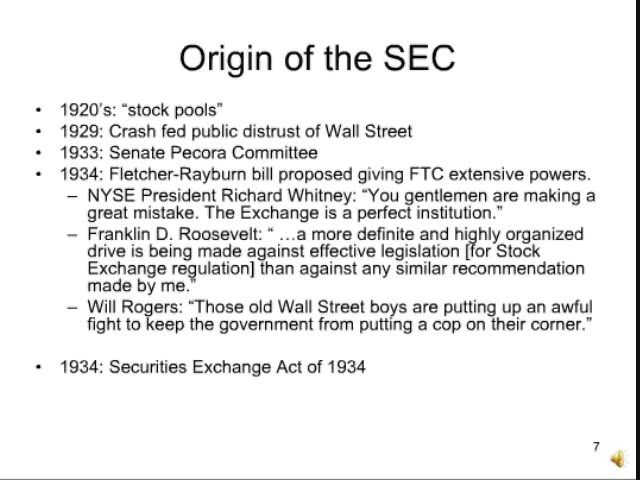 Origin of the SEC
• 1920's: “stock pools”
• 1929: Crash fed public distrust of Wall Street
• 1933: Senate Pecora Committee
• 1934: Fletcher-Rayburn bill proposed giving FTC extensive powers.
– NYSE President Richard Whitney: “You gentlemen are making a
great mistake. The Exchange is a perfect institution.”
– Franklin D. Roosevelt: “ …a more definite and highly organized
drive is being made against effective legislation [for Stock
Exchange regulation] than against any similar recommendation
made by me.”
– Will Rogers: “Those old Wall Street boys are putting up an awful
fight to keep the government from putting a cop on their corner.”
• 1934: Securities Exchange Act of 1934
7